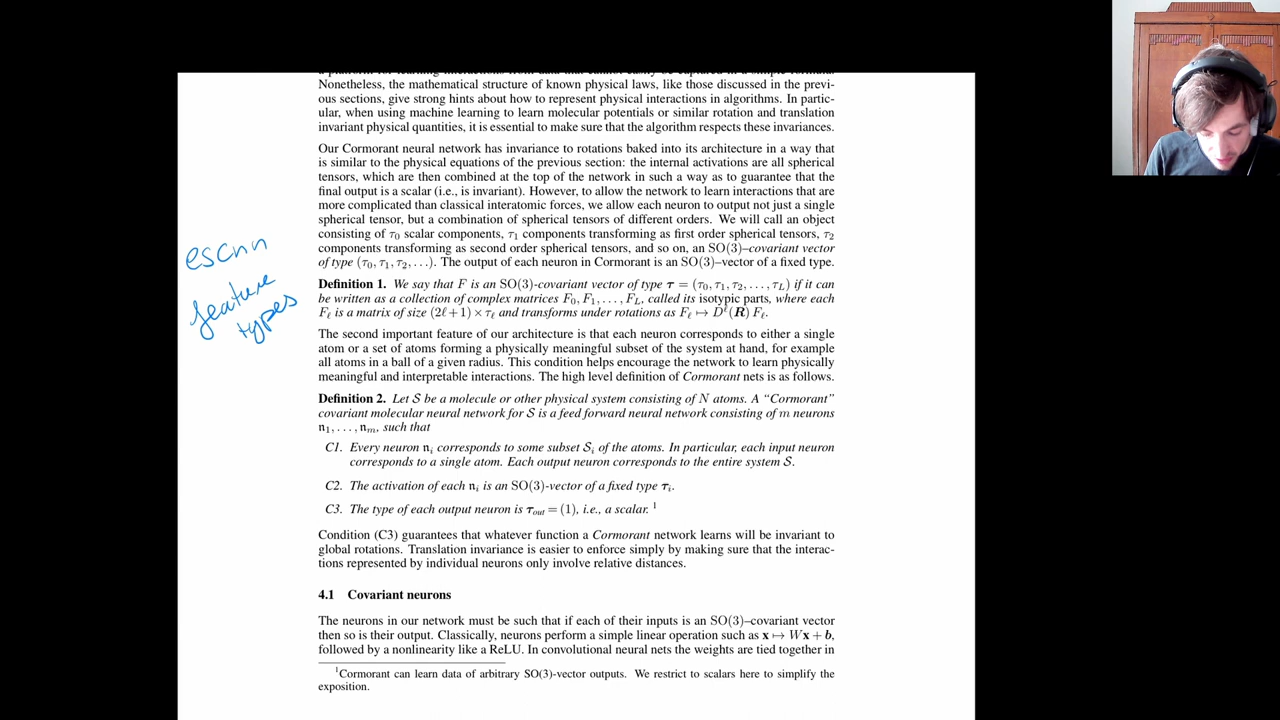 a platform for learning interactions from data that cannot easily be captured in a simple formula.
Nonetheless, the mathematical structure of known physical laws, like those discussed in the previ-
ous sections, give strong hints about how to represent physical interactions in algorithms. In partic-
ular, when using machine learning to learn molecular potentials or similar rotation and translation
invariant physical quantities, it is essential to make sure that the algorithm respects these invariances.
Our Cormorant neural network has invariance to rotations baked into its architecture in a way that
is similar to the physical equations of the previous section: the internal activations are all spherical
tensors, which are then combined at the top of the network in such a way as to guarantee that the
final output is a scalar (i.e., is invariant). However, to allow the network to learn interactions that are
more complicated than classical interatomic forces, we allow each neuron to output not just a single
spherical tensor, but a combination of spherical tensors of different orders. We will call an object
consisting of τ₀ scalar components, τ₁ components transforming as first order spherical tensors, τ₂
components transforming as second order spherical tensors, and so on, an SO(3)–covariant vector
of type (τ₀, τ₁, τ₂, . . .). The output of each neuron in Cormorant is an SO(3)–vector of a fixed type.
escnn
feature
types
Definition 1. We say that F is an SO(3)-covariant vector of type τ = (τ₀, τ₁, τ₂, . . . , τ_L) if it can
be written as a collection of complex matrices F₀, F₁, . . . , F_L, called its isotypic parts, where each
F_ℓ is a matrix of size (2ℓ+1) × τ_ℓ and transforms under rotations as F_ℓ ↦ D^ℓ(R) F_ℓ.
The second important feature of our architecture is that each neuron corresponds to either a single
atom or a set of atoms forming a physically meaningful subset of the system at hand, for example
all atoms in a ball of a given radius. This condition helps encourage the network to learn physically
meaningful and interpretable interactions. The high level definition of Cormorant nets is as follows.
Definition 2. Let S be a molecule or other physical system consisting of N atoms. A “Cormorant”
covariant molecular neural network for S is a feed forward neural network consisting of m neurons
𝔫₁, . . . , 𝔫_m, such that
C1. Every neuron 𝔫_i corresponds to some subset S_i of the atoms. In particular, each input neuron
corresponds to a single atom. Each output neuron corresponds to the entire system S.
C2. The activation of each 𝔫_i is an SO(3)-vector of a fixed type τ_i.
C3. The type of each output neuron is τ_out = (1), i.e., a scalar. ¹
Condition (C3) guarantees that whatever function a Cormorant network learns will be invariant to
global rotations. Translation invariance is easier to enforce simply by making sure that the interac-
tions represented by individual neurons only involve relative distances.
4.1 Covariant neurons
The neurons in our network must be such that if each of their inputs is an SO(3)–covariant vector
then so is their output. Classically, neurons perform a simple linear operation such as x ↦ Wx + b,
followed by a nonlinearity like a ReLU. In convolutional neural nets the weights are tied together in
¹Cormorant can learn data of arbitrary SO(3)-vector outputs. We restrict to scalars here to simplify the
exposition.